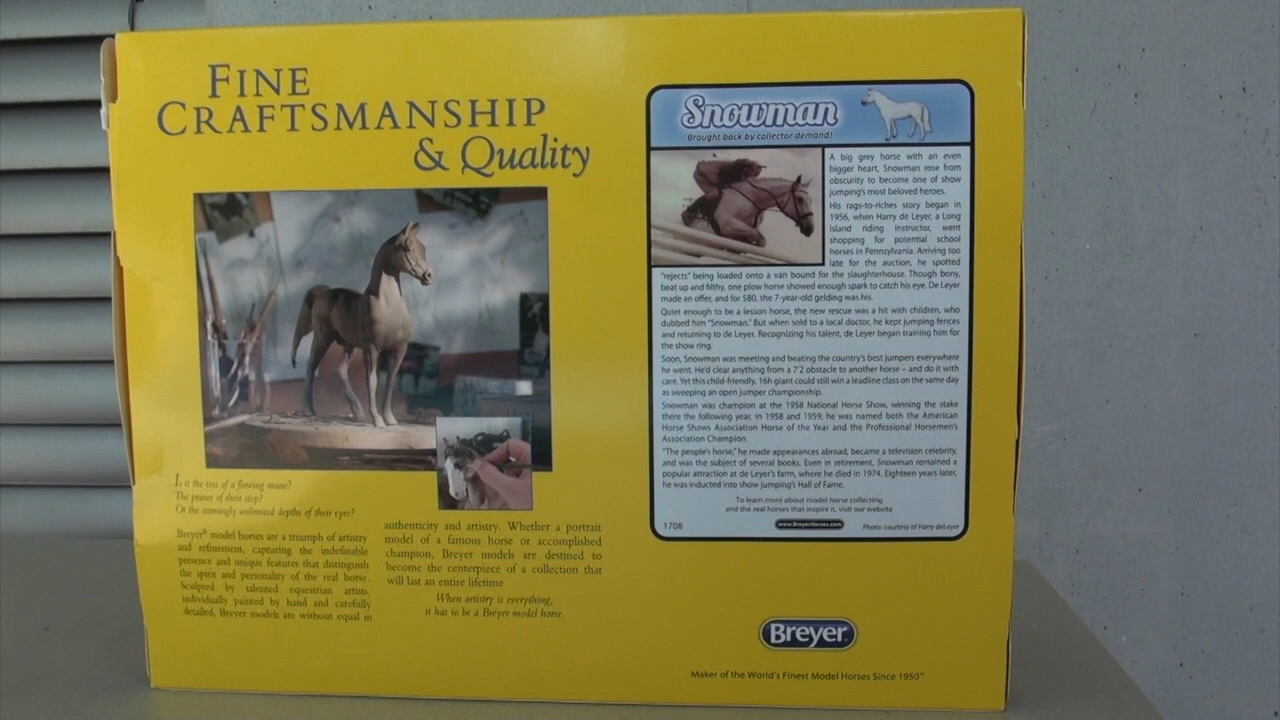 FINE
CRAFTSMANSHIP
& Quality
Is it the toss of a flowing mane?
The prance of their step?
Or the seemingly unlimited depths of their eyes?
Breyer® model horses are a triumph of artistry
and refinement, capturing the indefinable
presence and unique features that distinguish
the spirit and personality of the real horse.
Sculpted by talented equestrian artists,
individually painted by hand and carefully
detailed, Breyer models are without equal in
authenticity and artistry. Whether a portrait
model of a famous horse or accomplished
champion, Breyer models are destined to
become the centerpiece of a collection that
will last an entire lifetime
When artistry is everything,
it has to be a Breyer model horse.
Snowman
Brought back by collector demand!
A big grey horse with an even
bigger heart, Snowman rose from
obscurity to become one of show
jumping's most beloved heroes.
His rags-to-riches story began in
1956, when Harry de Leyer, a Long
Island riding instructor, went
shopping for potential school
horses in Pennsylvania. Arriving too
late for the auction, he spotted
"rejects" being loaded onto a van bound for the slaughterhouse. Though bony,
beat up and filthy, one plow horse showed enough spark to catch his eye. De Leyer
made an offer, and for $80, the 7-year-old gelding was his.
Quiet enough to be a lesson horse, the new rescue was a hit with children, who
dubbed him "Snowman." But when sold to a local doctor, he kept jumping fences
and returning to de Leyer. Recognizing his talent, de Leyer began training him for
the show ring.
Soon, Snowman was meeting and beating the country's best jumpers everywhere
he went. He'd clear anything from a 7'2 obstacle to another horse – and do it with
care. Yet this child-friendly, 16h giant could still win a leadline class on the same day
as sweeping an open jumper championship.
Snowman was champion at the 1958 National Horse Show, winning the stake
there the following year. In 1958 and 1959, he was named both the American
Horse Shows Association Horse of the Year and the Professional Horsemen's
Association Champion.
"The people's horse," he made appearances abroad, became a television celebrity,
and was the subject of several books. Even in retirement, Snowman remained a
popular attraction at de Leyer's farm, where he died in 1974. Eighteen years later,
he was inducted into show jumping's Hall of Fame.
To learn more about model horse collecting
and the real horses that inspire it, visit our website
www.BreyerHorses.com
1708
Photo: courtesy of Harry deLeyer
Breyer®
Maker of the World's Finest Model Horses Since 1950™